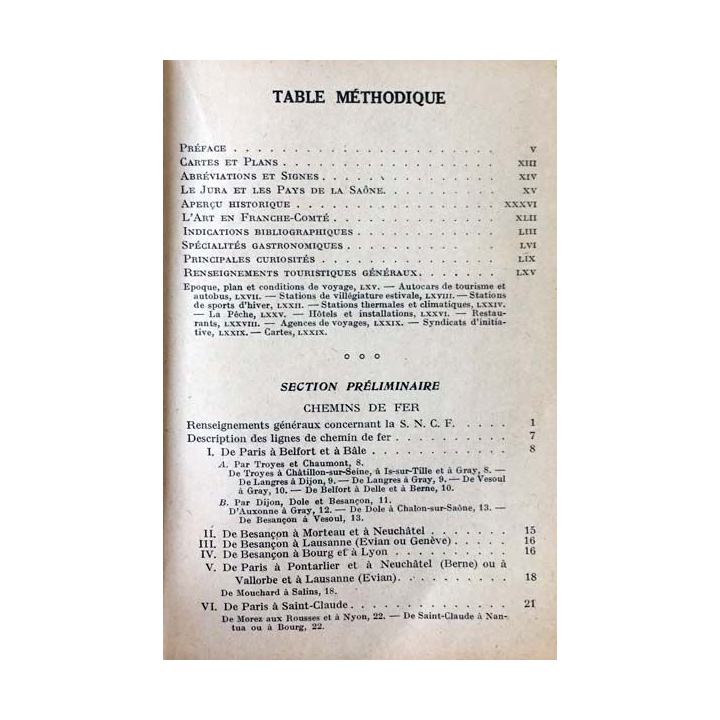 TABLE MÉTHODIQUE
PRÉFACE . . . . . . . . . . . . . . . . . . V
CARTES ET PLANS . . . . . . . . . . . . . . XIII
ABRÉVIATIONS ET SIGNES . . . . . . . . . . . XIV
LE JURA ET LES PAYS DE LA SAÔNE. . . . . . . XV
APERÇU HISTORIQUE . . . . . . . . . . . . . XXXVI
L'ART EN FRANCHE-COMTÉ . . . . . . . . . . . XLII
INDICATIONS BIBLIOGRAPHIQUES . . . . . . . . LIII
SPÉCIALITÉS GASTRONOMIQUES . . . . . . . . . LVI
PRINCIPALES CURIOSITÉS . . . . . . . . . . . LIX
RENSEIGNEMENTS TOURISTIQUES GÉNÉRAUX. . . . . LXV
Epoque, plan et conditions de voyage, LXV. — Autocars de tourisme et
autobus, LXVII. — Stations de villégiature estivale, LXVIII. — Stations
de sports d'hiver, LXXII. — Stations thermales et climatiques, LXXIV.
— La Pêche, LXXV. — Hôtels et installations, LXXVI. — Restau-
rants, LXXVIII. — Agences de voyages, LXXIX. — Syndicats d'initia-
tive, LXXIX. — Cartes, LXXIX.
SECTION PRÉLIMINAIRE
CHEMINS DE FER
Renseignements généraux concernant la S. N. C. F. . . . . . 1
Description des lignes de chemin de fer . . . . . . . . . 7
I. De Paris à Belfort et à Bâle . . . . . . . . . . . 8
A. Par Troyes et Chaumont, 8.
De Troyes à Châtillon-sur-Seine, à Is-sur-Tille et à Gray, 8. —
De Langres à Dijon, 9. — De Langres à Gray, 9. — De Vesoul
à Gray, 10. — De Belfort à Delle et à Berne, 10.
B. Par Dijon, Dole et Besançon, 11.
D'Auxonne à Gray, 12. — De Dole à Chalon-sur-Saône, 13. —
De Besançon à Vesoul, 13.
II. De Besançon à Morteau et à Neuchâtel . . . . . . . 15
III. De Besançon à Lausanne (Evian ou Genève) . . . . . 16
IV. De Besançon à Bourg et à Lyon . . . . . . . . . 16
V. De Paris à Pontarlier et à Neuchâtel (Berne) ou à
Vallorbe et à Lausanne (Evian). . . . . . . . . . 18
De Mouchard à Salins, 18.
VI. De Paris à Saint-Claude . . . . . . . . . . . . 21
De Morez aux Rousses et à Nyon, 22. — De Saint-Claude à Nan-
tua ou à Bourg, 22.